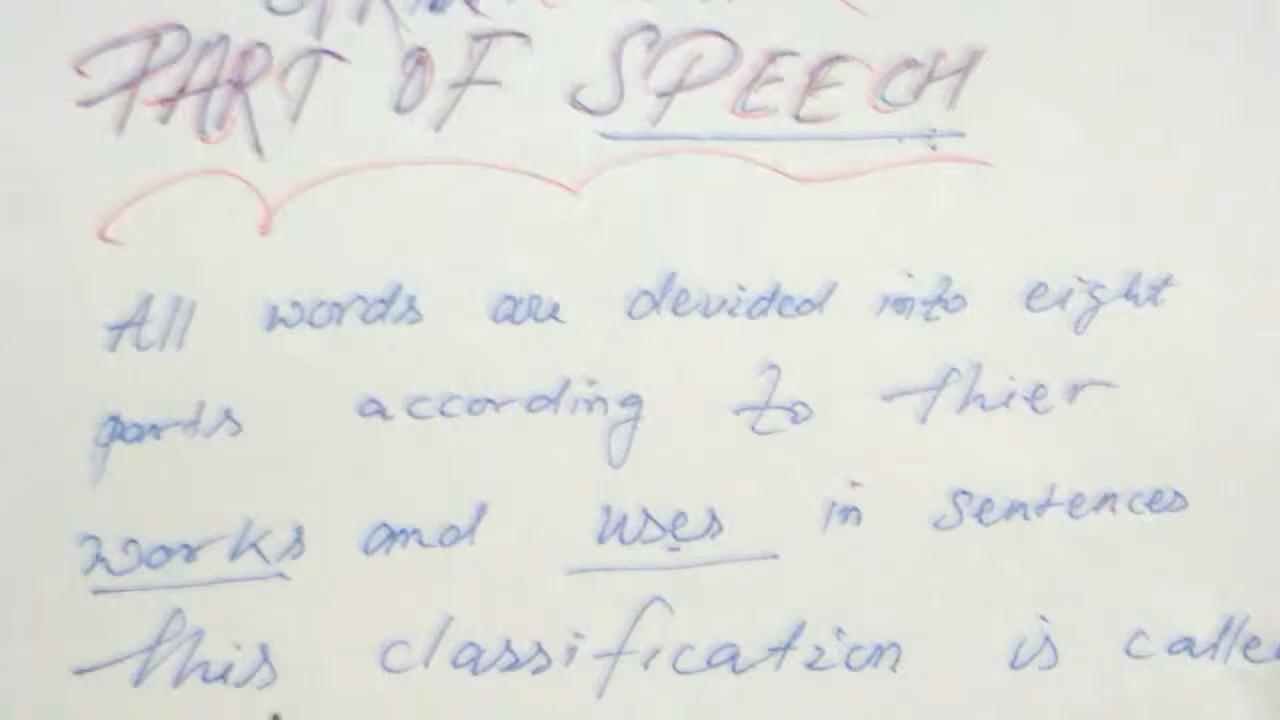 PART OF SPEECH
All words are devided into eight
parts according to thier
works and uses in sentences
this classification is calle